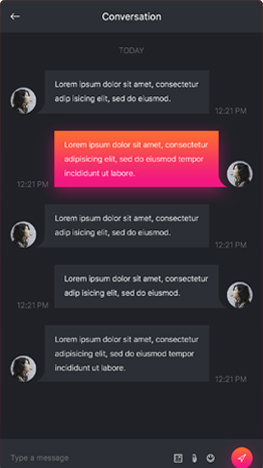 Conversation
TODAY
Lorem ipsum dolor sit amet, consectetur
adip isicing elit, sed do eiusmod.
12:21 PM
Lorem ipsum dolor sit amet, consectetur
adipisicing elit, sed do eiusmod tempor
incididunt ut labore.
12:21 PM
Lorem ipsum dolor sit amet, consectetur
adipisicing elit, sed do eiusmod.
12:21 PM
Lorem ipsum dolor sit amet, consectetur
adip isicing elit, sed do eiusmod.
12:21 PM
Lorem ipsum dolor sit amet, consectetur
adipisicing elit, sed do eiusmod tempor
incididunt ut labore.
12:21 PM
Type a message